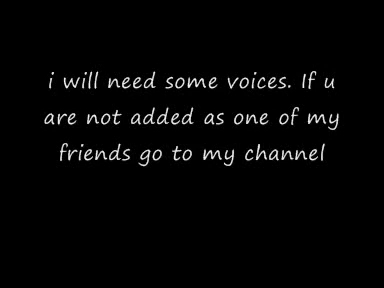 i will need some voices. If u
are not added as one of my
friends go to my channel